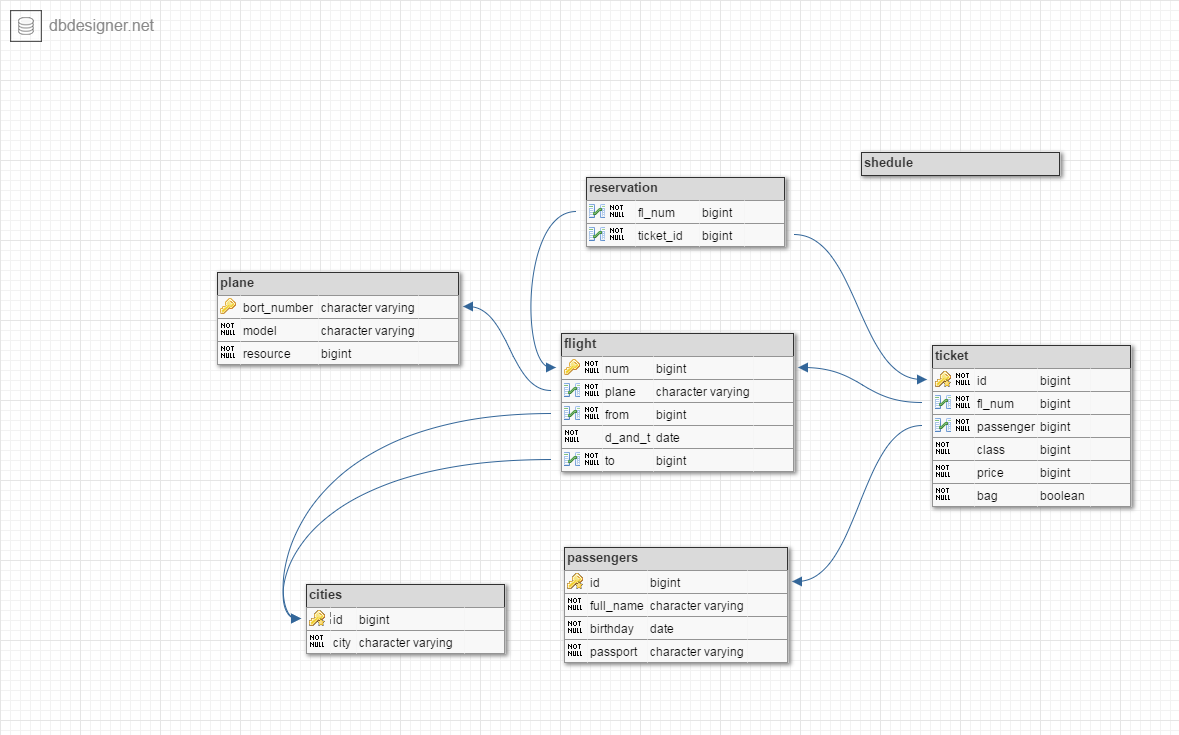 dbdesigner.net
shedule
reservation
NOT NULL fl_num bigint
NOT NULL ticket_id bigint
plane
bort_number character varying
NOT NULL model character varying
NOT NULL resource bigint
flight
NOT NULL num bigint
NOT NULL plane character varying
NOT NULL from bigint
NOT NULL d_and_t date
NOT NULL to bigint
ticket
NOT NULL id bigint
NOT NULL fl_num bigint
NOT NULL passenger bigint
NOT NULL class bigint
NOT NULL price bigint
NOT NULL bag boolean
passengers
id bigint
NOT NULL full_name character varying
NOT NULL birthday date
NOT NULL passport character varying
cities
id bigint
NOT NULL city character varying